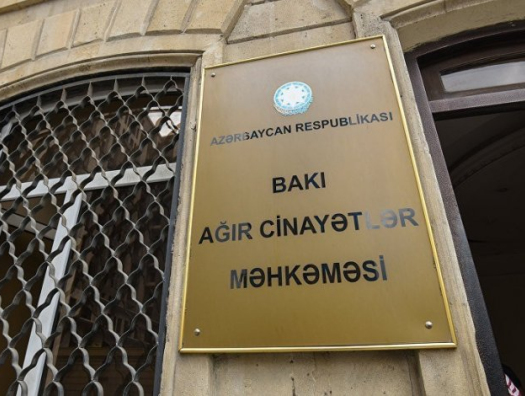 AZƏRBAYCAN RESPUBLİKASI
BAKI
AĞIR CİNAYƏTLƏR
MƏHKƏMƏSİ